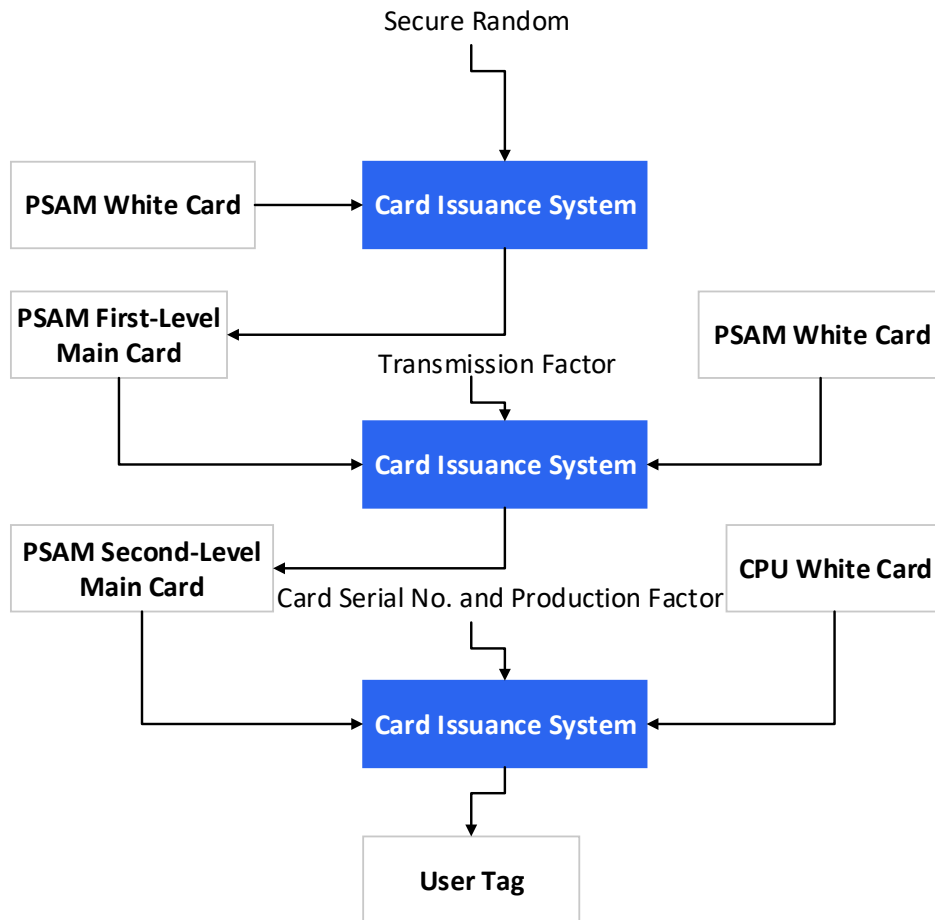 Secure Random
PSAM White Card
Card Issuance System
PSAM First-Level
Main Card
Transmission Factor
PSAM White Card
Card Issuance System
PSAM Second-Level
Main Card
Card Serial No. and Production Factor
CPU White Card
Card Issuance System
User Tag